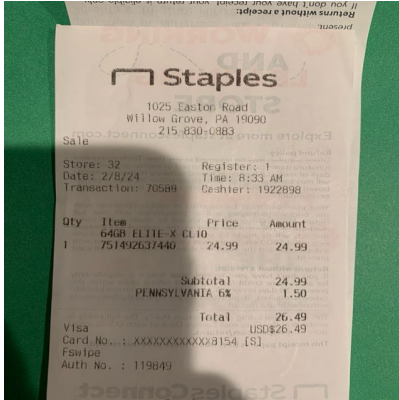 Returns without a receipt:
present.
Staples
1025 Easton Road
Willow Grove, PA 19090
215-830-0883
Sale
Store: 32 Register: 1
Date: 2/8/24 Time: 8:33 AM
Transaction: 70589 Cashier: 1922898
Qty Item Price Amount
64GB ELITE-X CL10
1 751492637440 24.99 24.99
Subtotal 24.99
PENNSYLVANIA 6% 1.50
Total 26.49
Visa USD$26.49
Card No. : XXXXXXXXXXXX8154 [S]
Fswipe
Auth No. : 119849